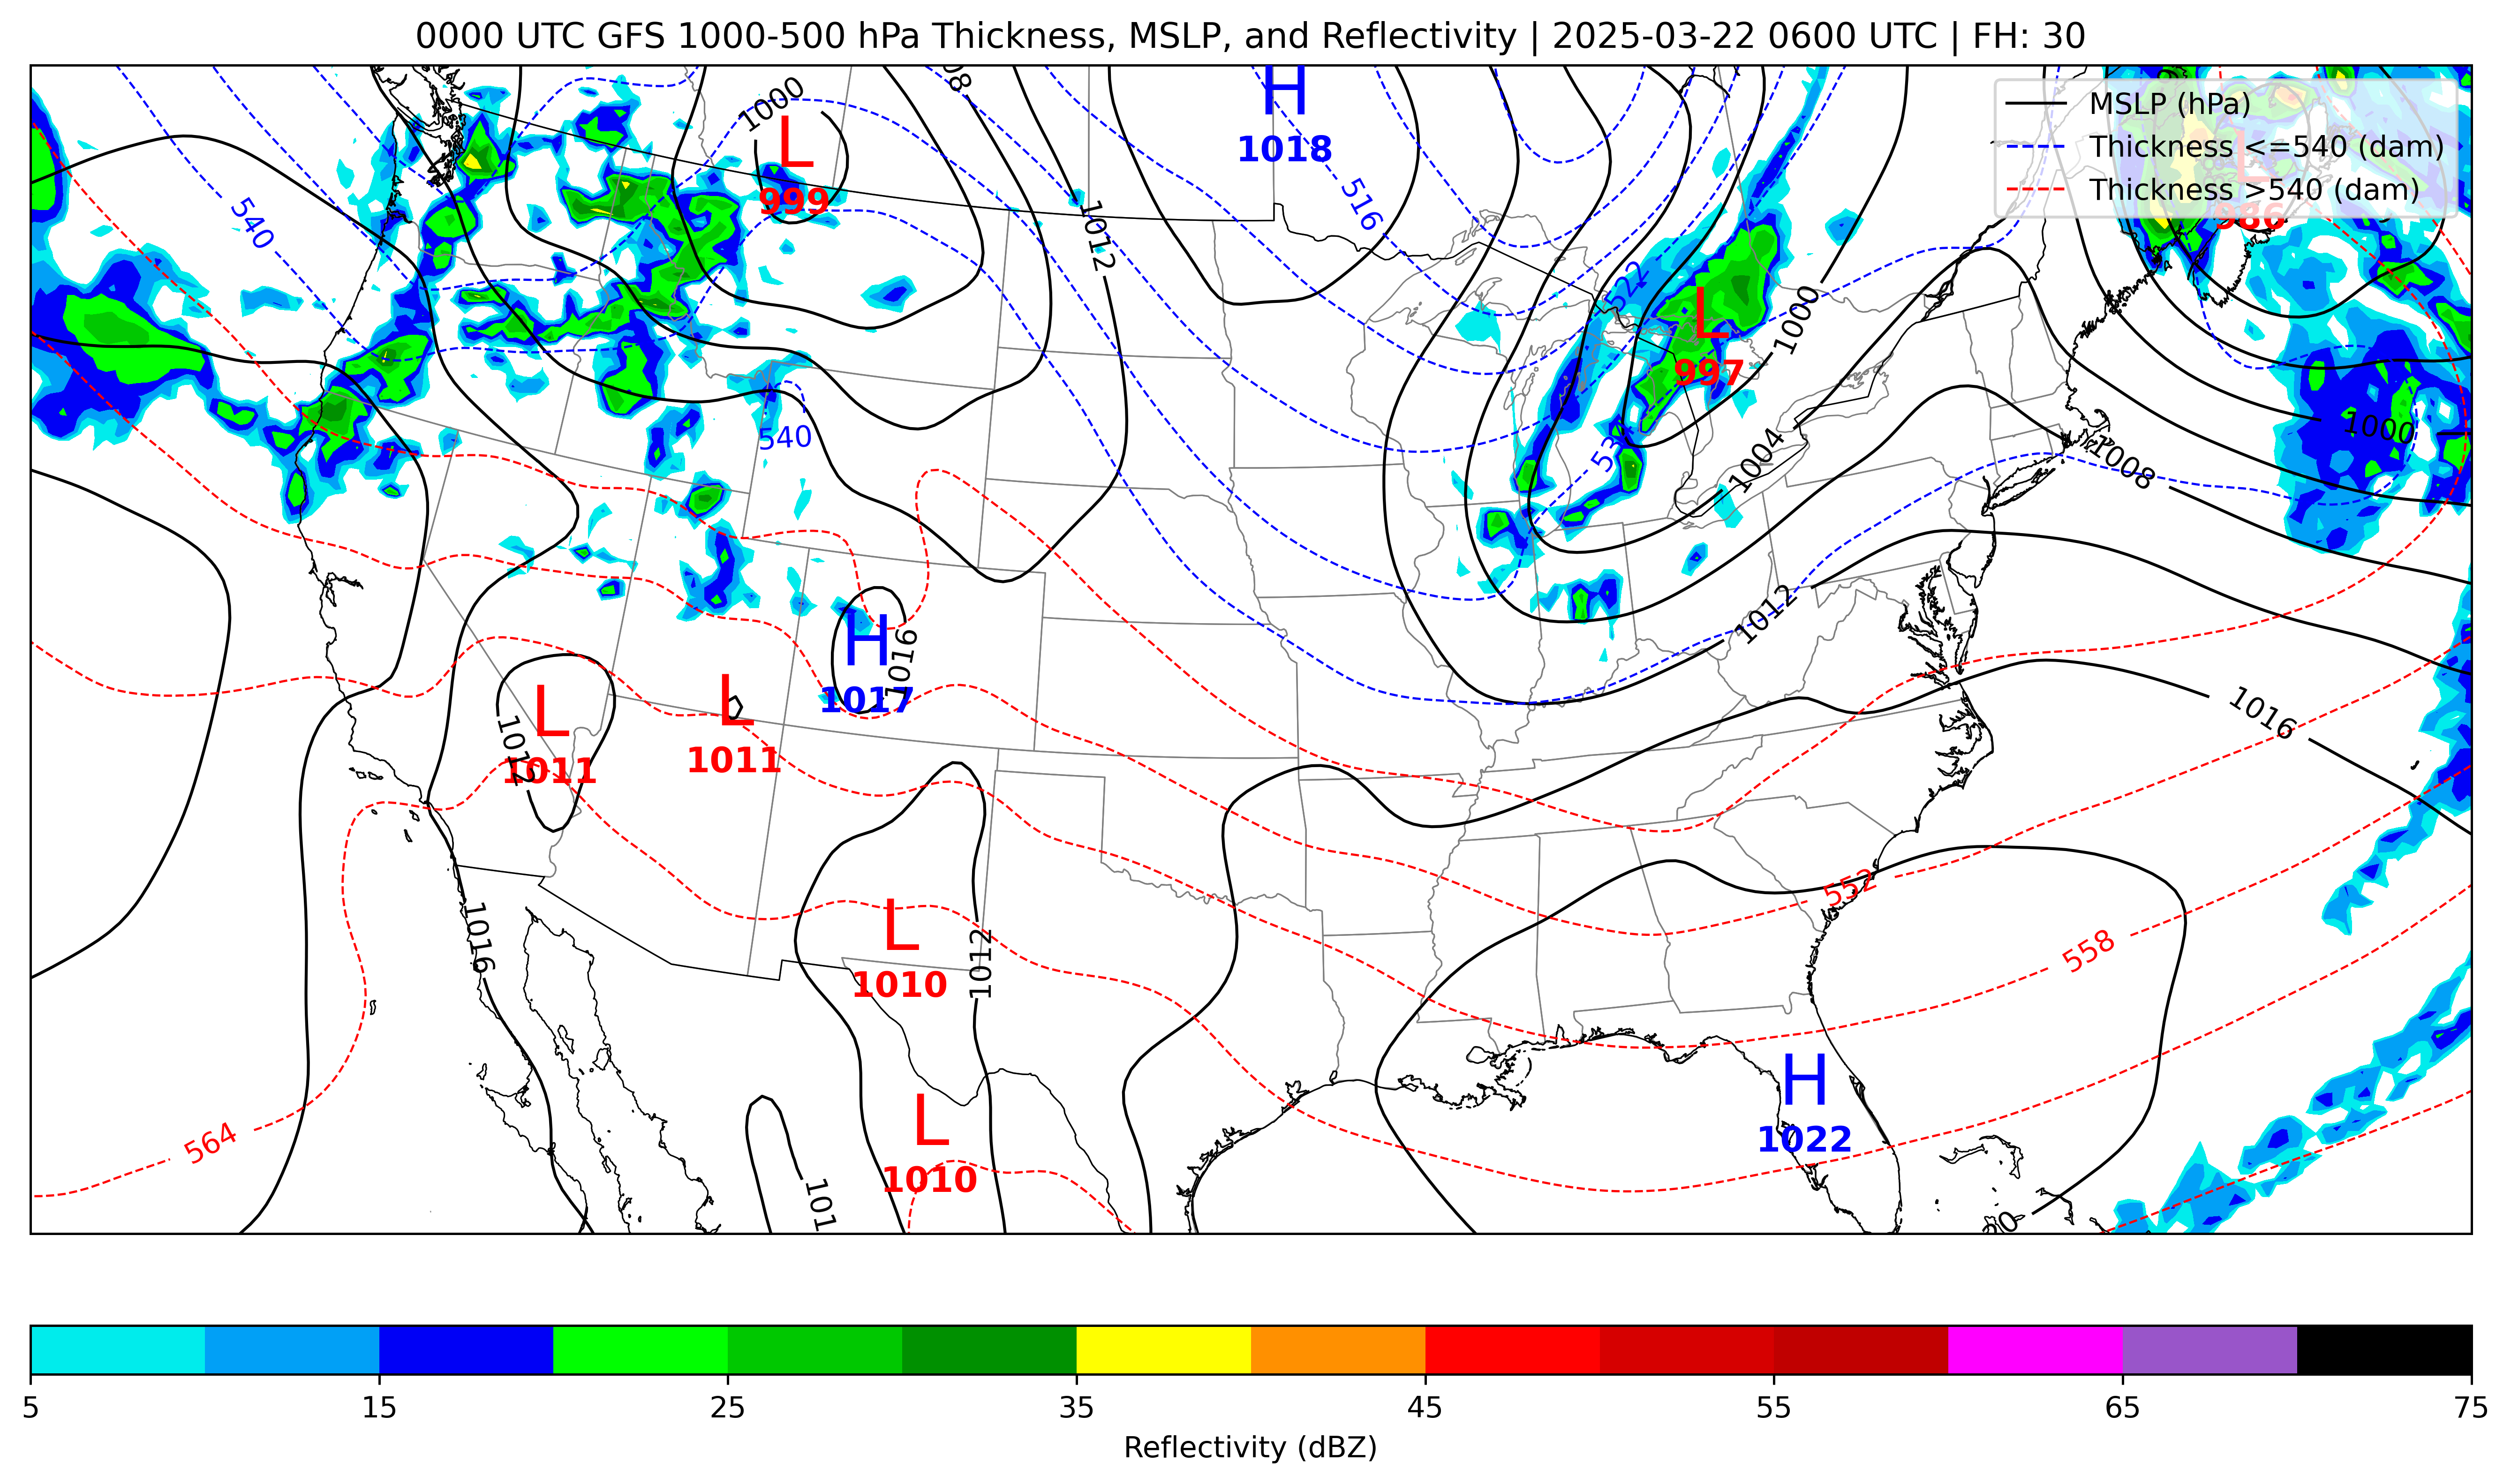 0000 UTC GFS 1000-500 hPa Thickness, MSLP, and Reflectivity | 2025-03-22 0600 UTC | FH: 30
MSLP (hPa)
Thickness <=540 (dam)
Thickness >540 (dam)
H
1018
1000
L
999
L
986
540
516
1012
522
L
997
1000
540
1004
1000
1008
1012
H
1017
1016
L
1011
1012
L
1011
1016
552
558
L
1010
1012
1016
H
1022
L
1010
564
101
5
15
25
35
45
55
65
75
Reflectivity (dBZ)